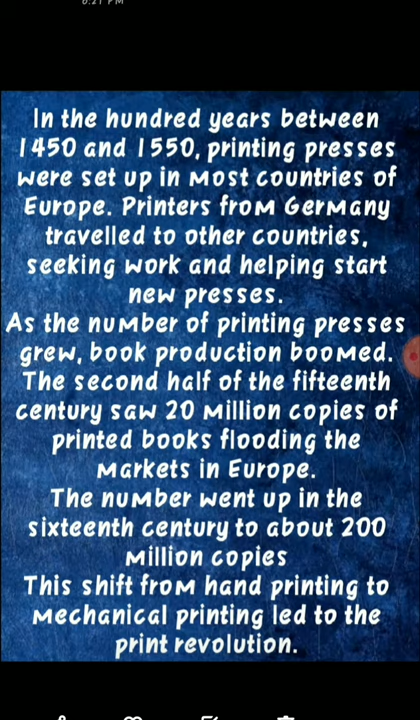 6:21 PM
In the hundred years between
1450 and 1550, printing presses
were set up in most countries of
Europe. Printers from Germany
travelled to other countries,
seeking work and helping start
new presses.
As the number of printing presses
grew, book production boomed.
The second half of the fifteenth
century saw 20 million copies of
printed books flooding the
markets in Europe.
The number went up in the
sixteenth century to about 200
million copies
This shift from hand printing to
mechanical printing led to the
print revolution.